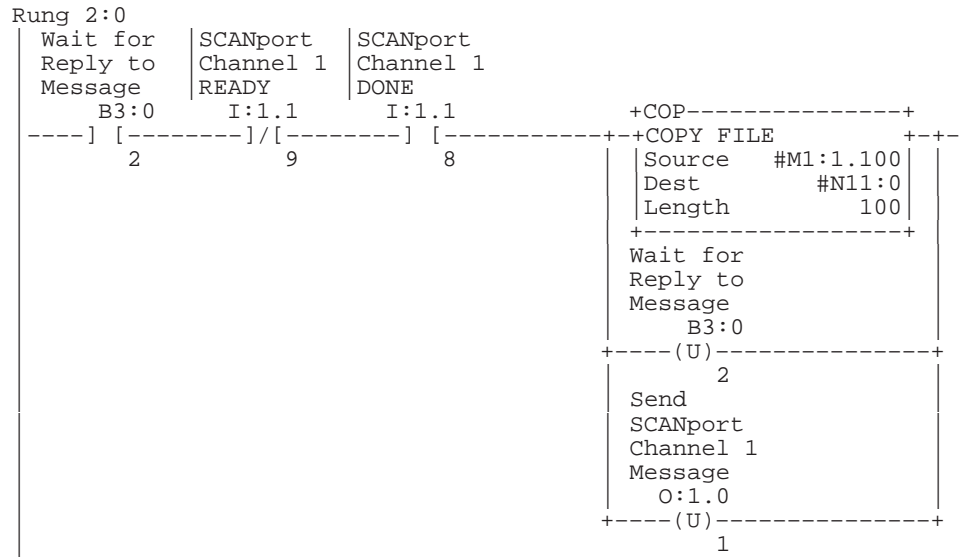 Rung 2:0
Wait for |SCANport |SCANport
Reply to |Channel 1 |Channel 1
Message |READY |DONE
B3:0 I:1.1 I:1.1 +COP---------------+
----] [--------]/[--------] [-----------+-+COPY FILE +-+-
2 9 8 |Source #M1:1.100|
|Dest #N11:0|
|Length 100|
+------------------+
Wait for
Reply to
Message
B3:0
+----(U)---------------+
2
Send
SCANport
Channel 1
Message
O:1.0
+----(U)---------------+
1